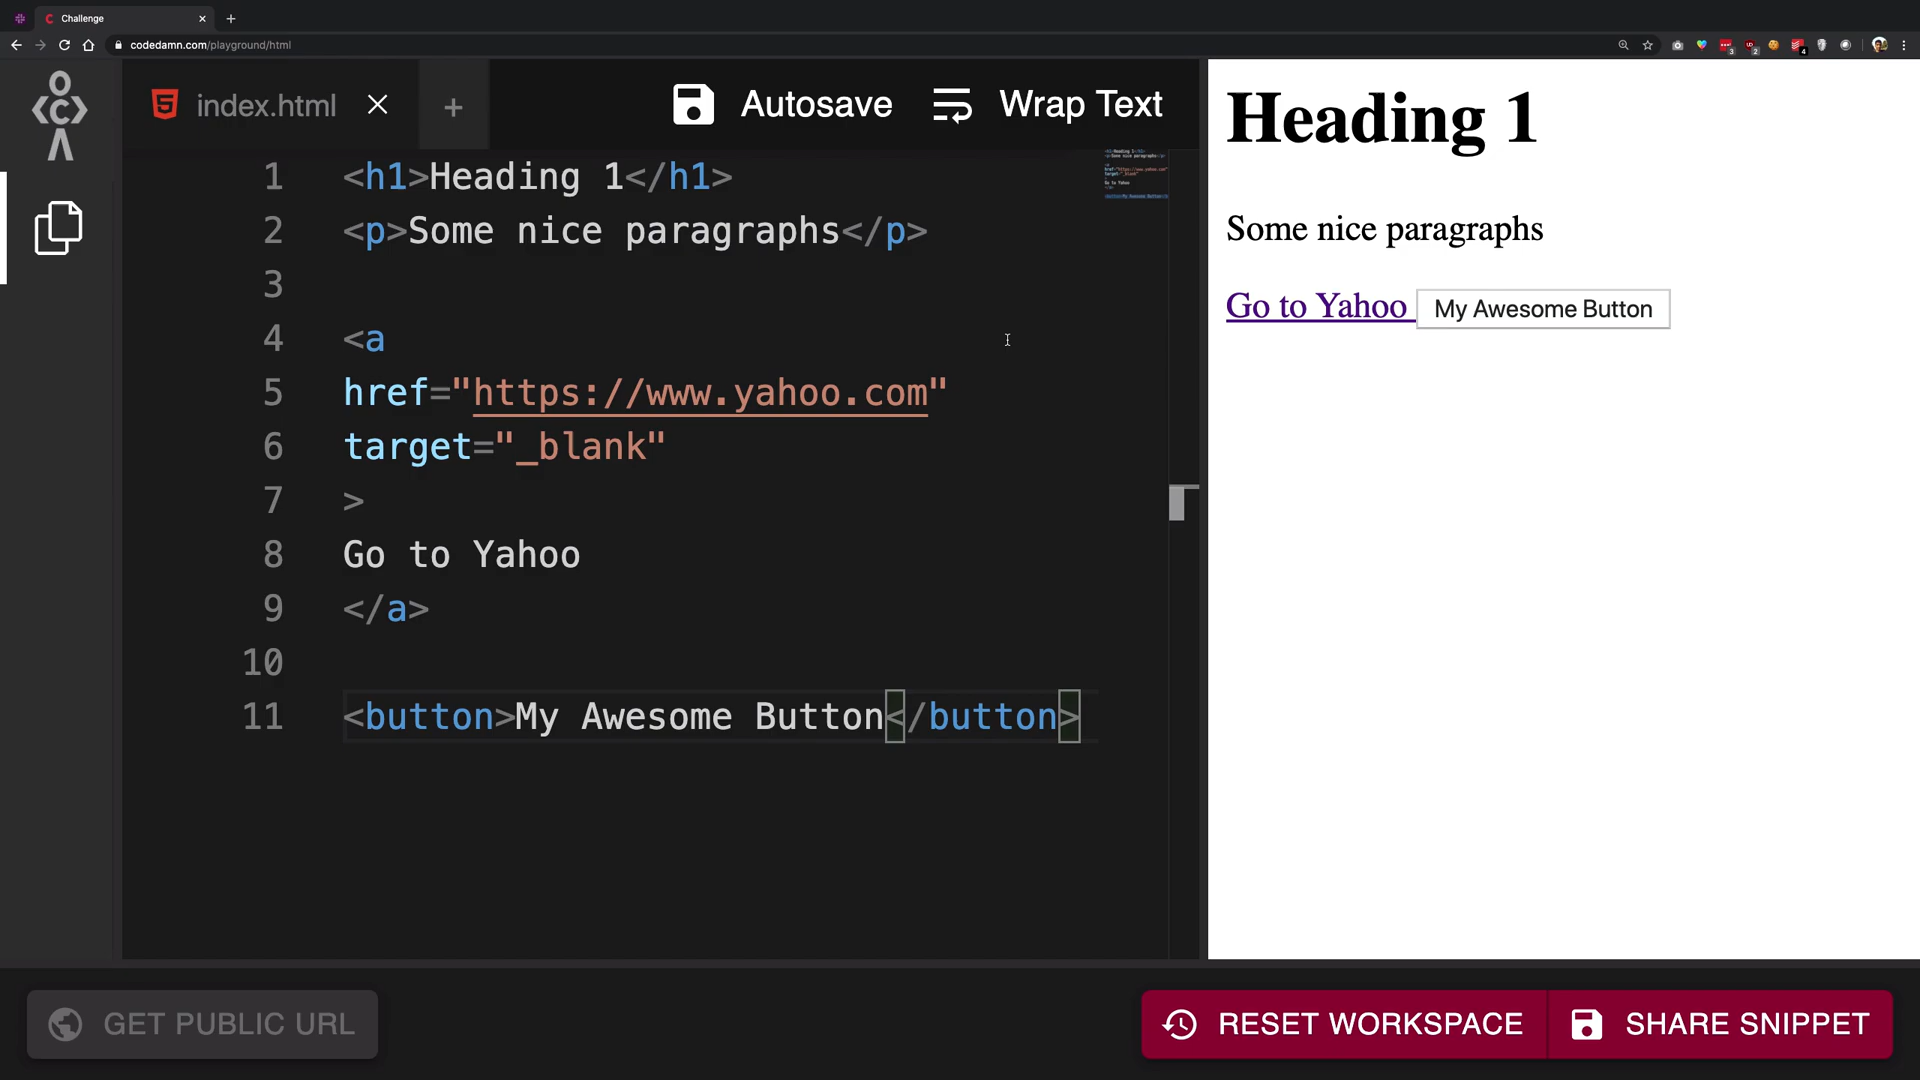 Challenge
codedamn.com/playground/html
index.html
Autosave
Wrap Text
1 <h1>Heading 1</h1>
2 <p>Some nice paragraphs</p>
3
4 <a
5 href="https://www.yahoo.com"
6 target="_blank"
7 >
8 Go to Yahoo
9 </a>
10
11 <button>My Awesome Button</button>
Heading 1
Some nice paragraphs
Go to Yahoo My Awesome Button
GET PUBLIC URL
RESET WORKSPACE
SHARE SNIPPET